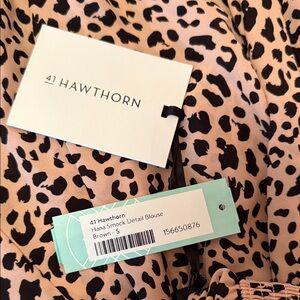 41 HAWTHORN
41 Hawthorn
Hana Smock Detail Blouse
Brown - S
156650876